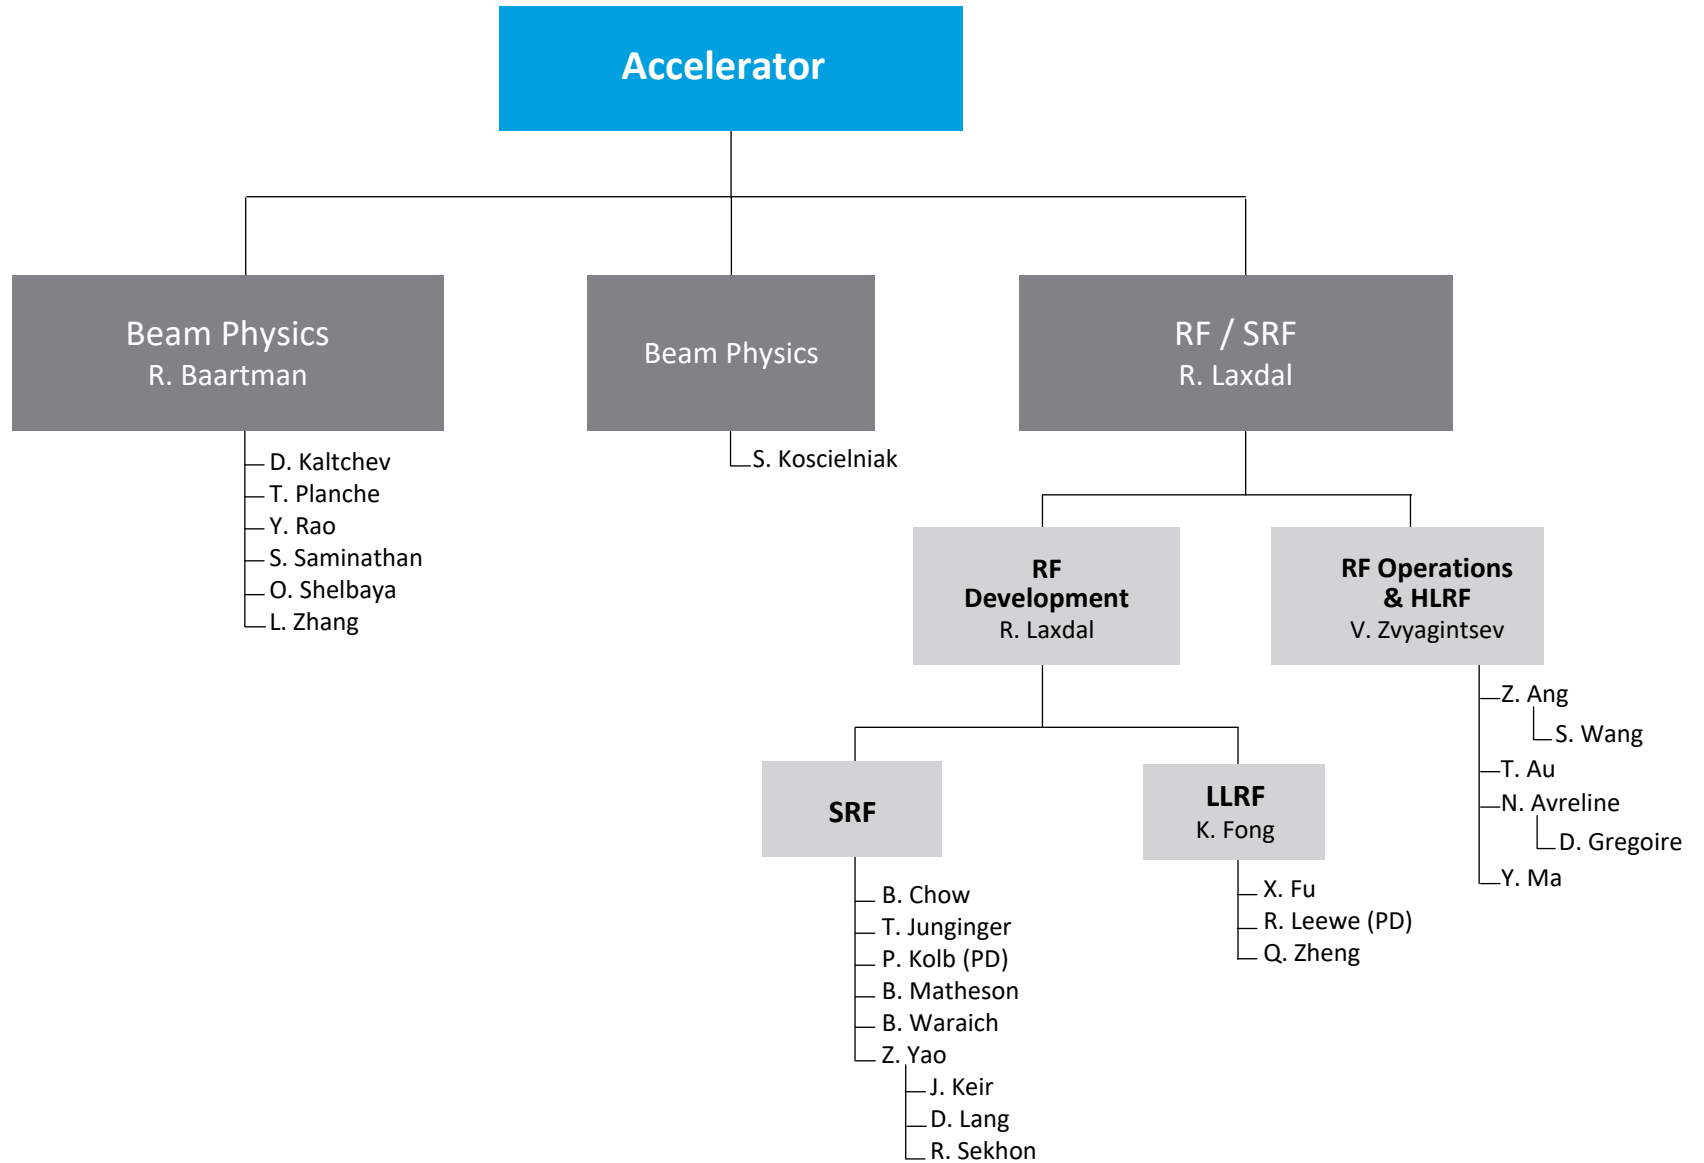 Accelerator
Beam Physics
R. Baartman
D. Kaltchev
T. Planche
Y. Rao
S. Saminathan
O. Shelbaya
L. Zhang
Beam Physics
S. Koscielniak
RF / SRF
R. Laxdal
RF
Development
R. Laxdal
SRF
B. Chow
T. Junginger
P. Kolb (PD)
B. Matheson
B. Waraich
Z. Yao
J. Keir
D. Lang
R. Sekhon
LLRF
K. Fong
X. Fu
R. Leewe (PD)
Q. Zheng
RF Operations
& HLRF
V. Zvyagintsev
Z. Ang
S. Wang
T. Au
N. Avreline
D. Gregoire
Y. Ma